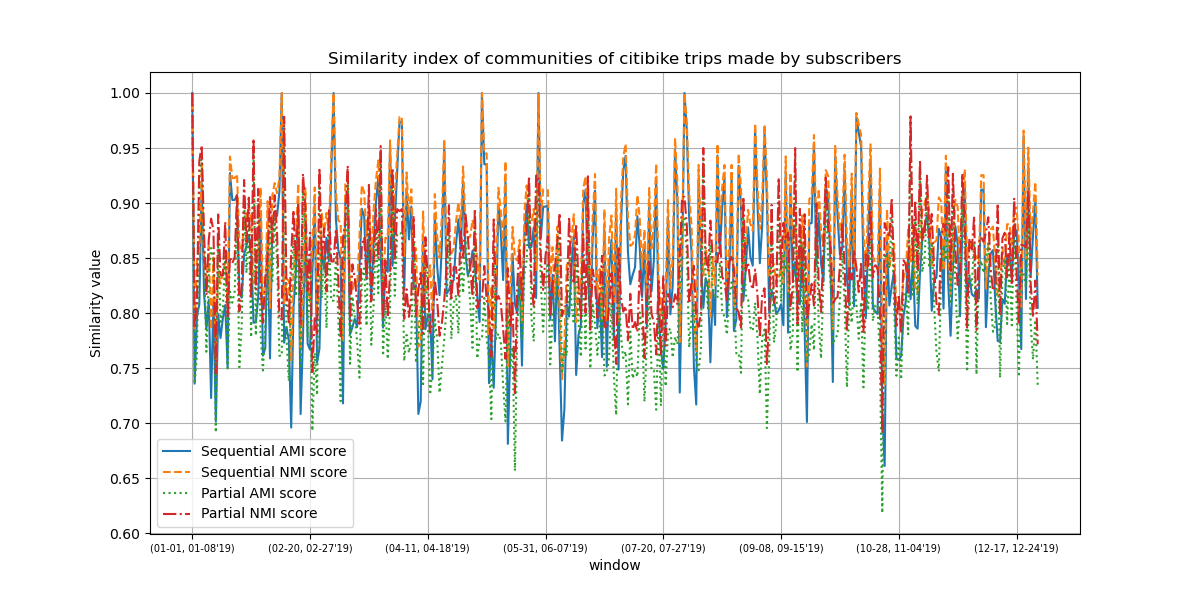 Similarity index of communities of citibike trips made by subscribers
1.00
0.95
0.90
0.85
0.80
0.75
0.70
0.65
0.60
Similarity value
Sequential AMI score
Sequential NMI score
Partial AMI score
Partial NMI score
(01-01, 01-08'19)
(02-20, 02-27'19)
(04-11, 04-18'19)
(05-31, 06-07'19)
(07-20, 07-27'19)
(09-08, 09-15'19)
(10-28, 11-04'19)
(12-17, 12-24'19)
window